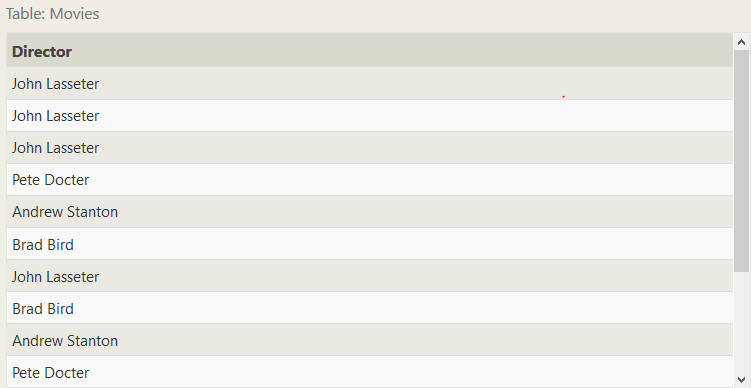 Table: Movies
Director
John Lasseter
John Lasseter
John Lasseter
Pete Docter
Andrew Stanton
Brad Bird
John Lasseter
Brad Bird
Andrew Stanton
Pete Docter